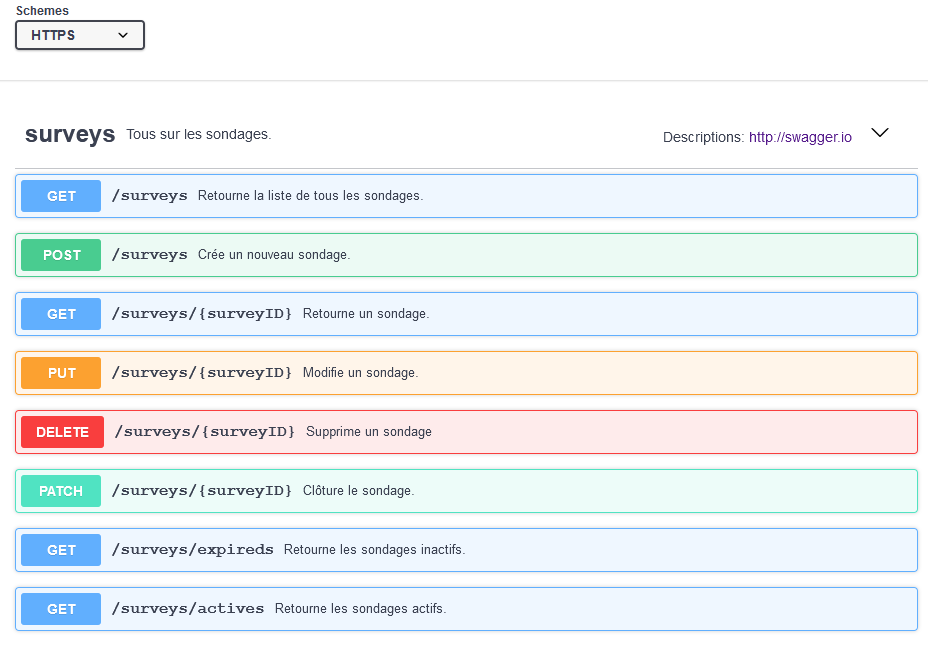 Schemes
HTTPS
surveys Tous sur les sondages. Descriptions: http://swagger.io
GET /surveys Retourne la liste de tous les sondages.
POST /surveys Crée un nouveau sondage.
GET /surveys/{surveyID} Retourne un sondage.
PUT /surveys/{surveyID} Modifie un sondage.
DELETE /surveys/{surveyID} Supprime un sondage
PATCH /surveys/{surveyID} Clôture le sondage.
GET /surveys/expireds Retourne les sondages inactifs.
GET /surveys/actives Retourne les sondages actifs.